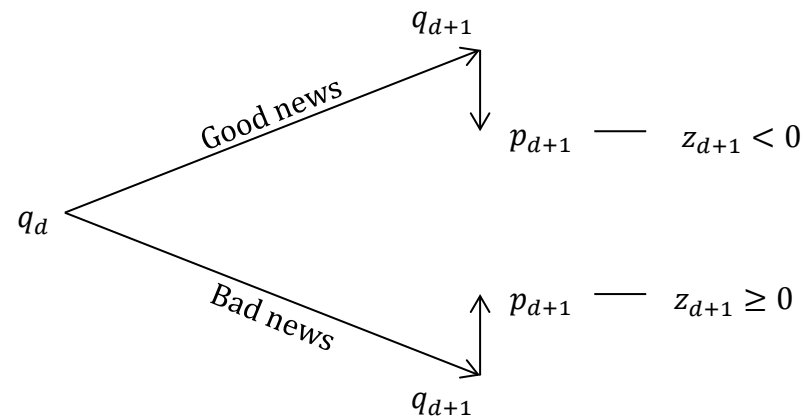 q_{d+1}
Good news
p_{d+1} — z_{d+1} < 0
q_d
Bad news
p_{d+1} — z_{d+1} ≥ 0
q_{d+1}